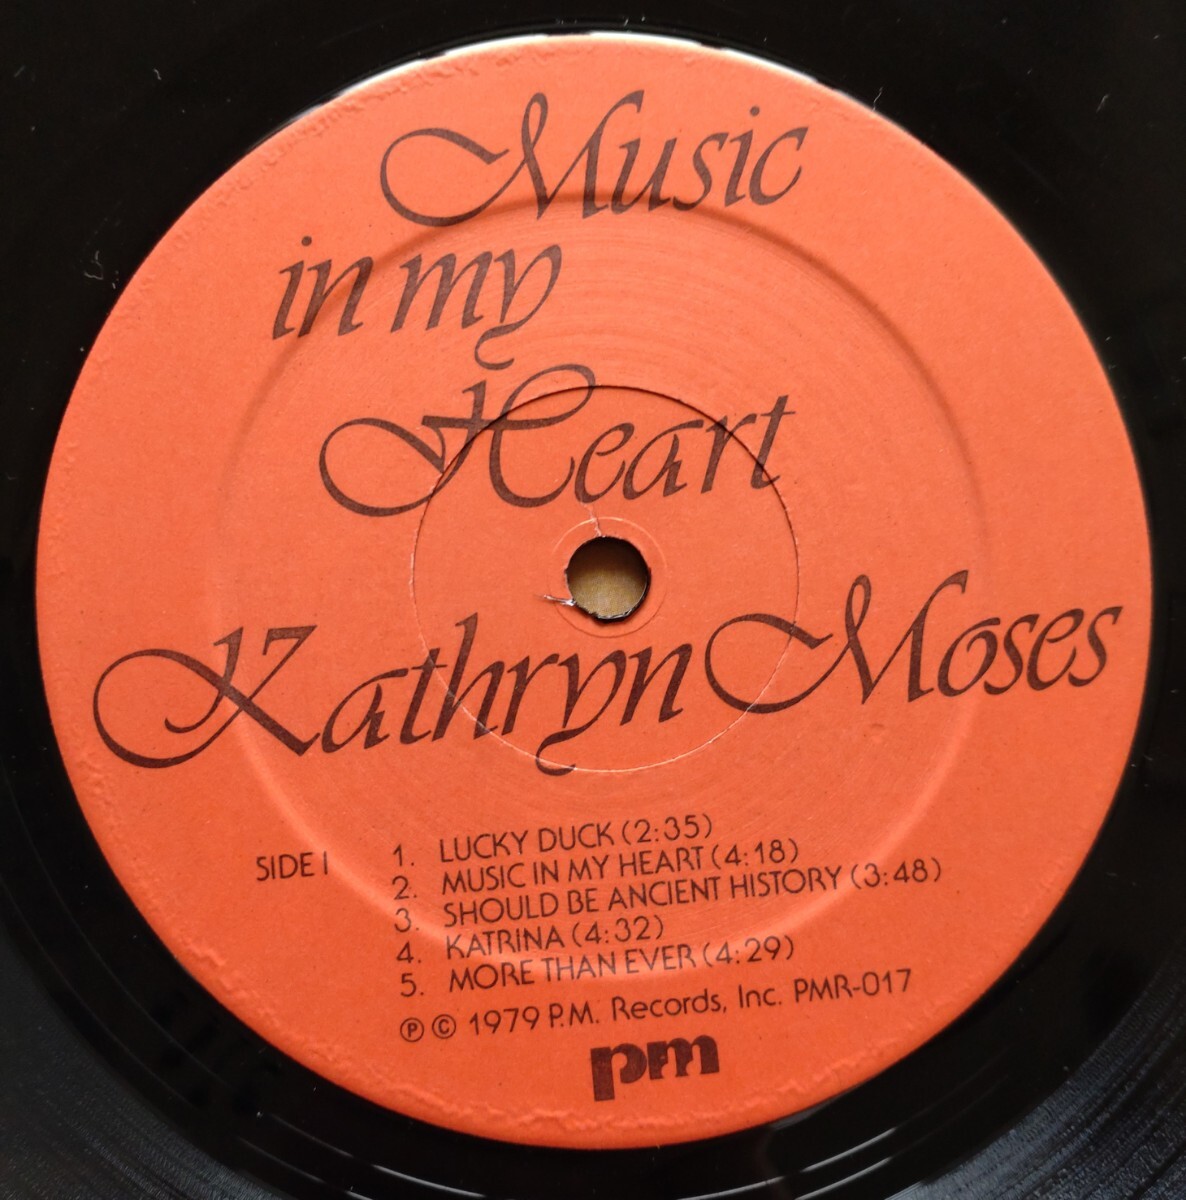 Music
in my
Heart
Kathryn Moses
SIDE 1
1. LUCKY DUCK (2:35)
2. MUSIC IN MY HEART (4:18)
3. SHOULD BE ANCIENT HISTORY (3:48)
4. KATRINA (4:32)
5. MORE THAN EVER (4:29)
℗ © 1979 P.M. Records, Inc. PMR-017
pm